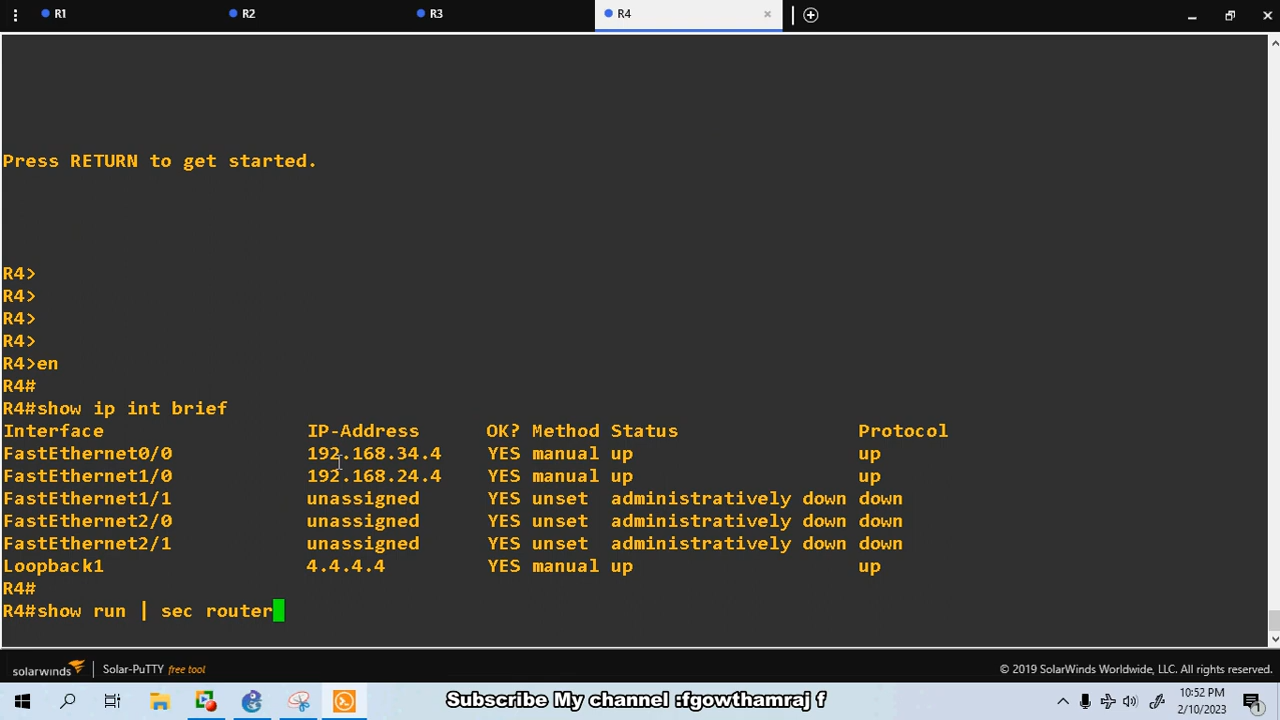 R1
R2
R3
R4
Press RETURN to get started.
R4>
R4>
R4>
R4>
R4>en
R4#
R4#show ip int brief
Interface IP-Address OK? Method Status Protocol
FastEthernet0/0 192.168.34.4 YES manual up up
FastEthernet1/0 192.168.24.4 YES manual up up
FastEthernet1/1 unassigned YES unset administratively down down
FastEthernet2/0 unassigned YES unset administratively down down
FastEthernet2/1 unassigned YES unset administratively down down
Loopback1 4.4.4.4 YES manual up up
R4#
R4#show run | sec router
solarwinds | Solar-PuTTY free tool
© 2019 SolarWinds Worldwide, LLC. All rights reserved.
Subscribe My channel :fgowthamraj f
10:52 PM
2/10/2023
1